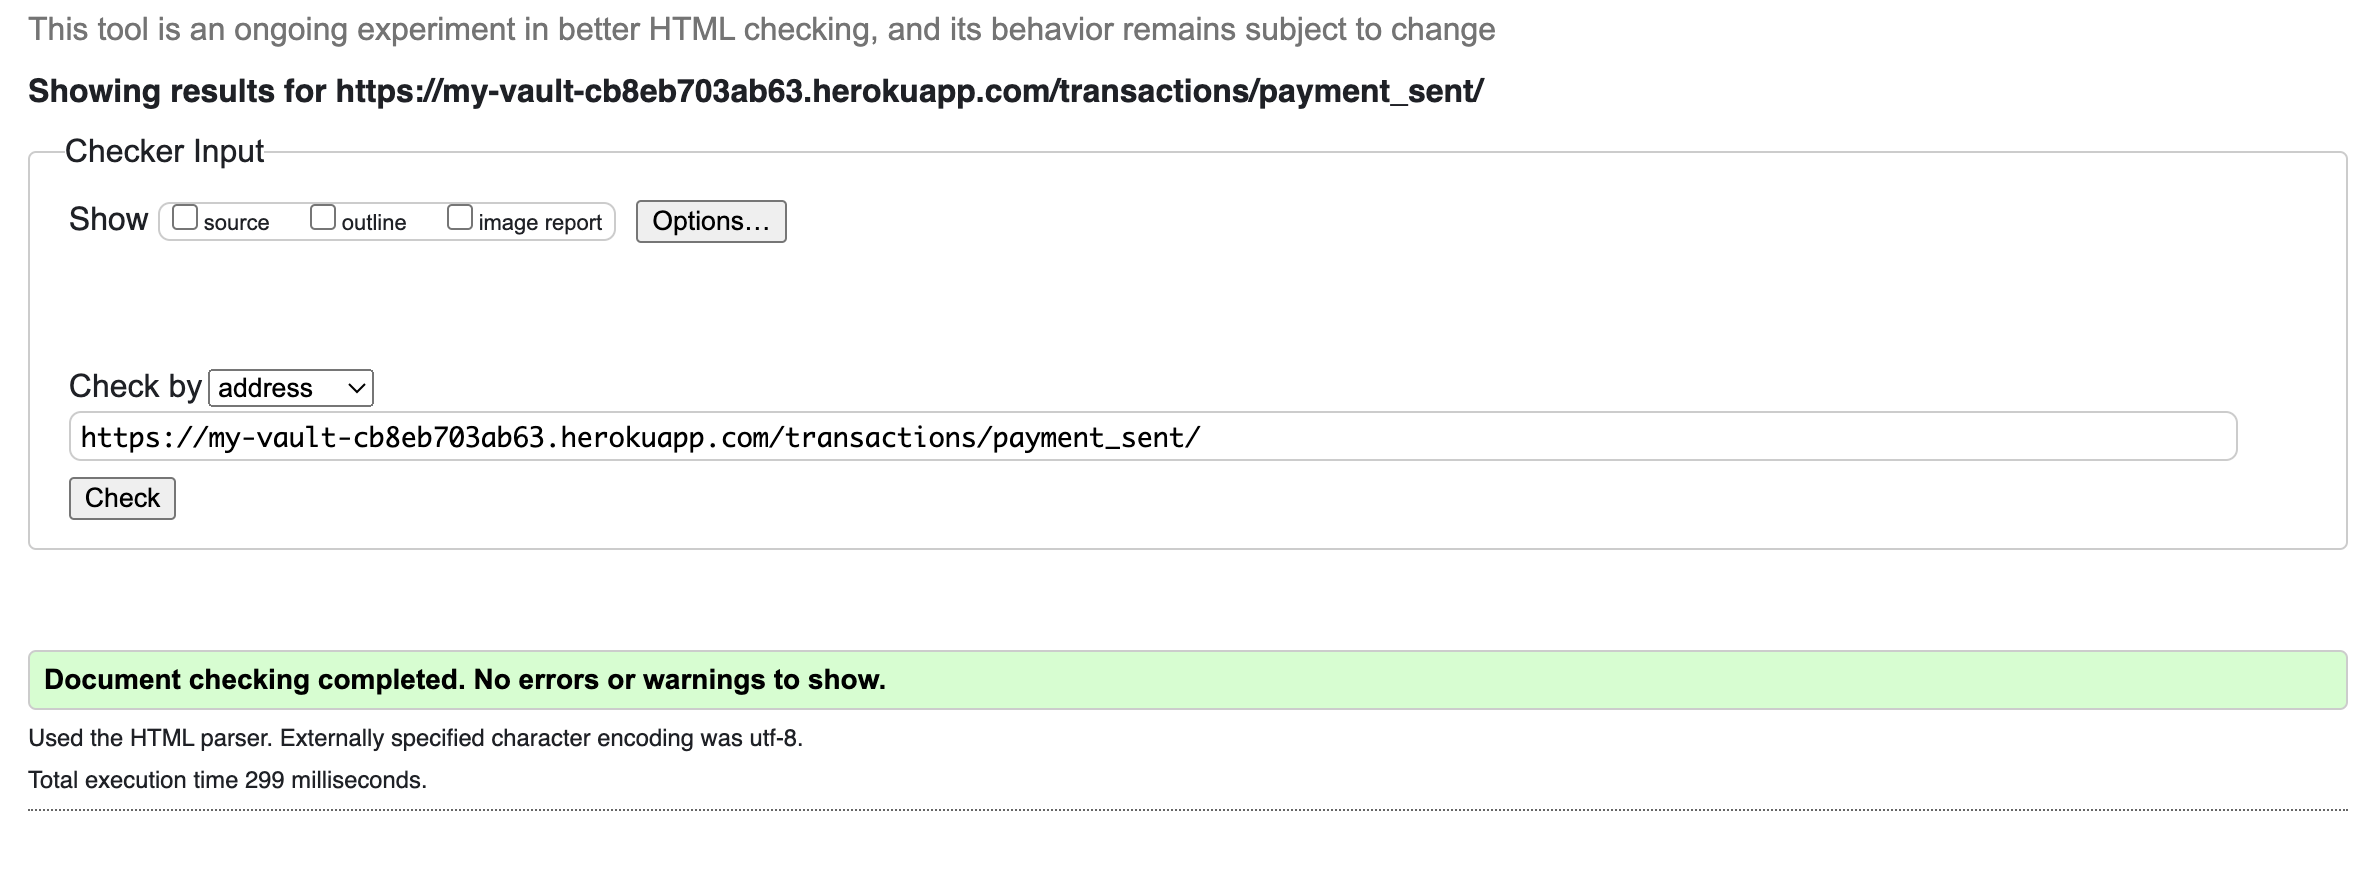 This tool is an ongoing experiment in better HTML checking, and its behavior remains subject to change
Showing results for https://my-vault-cb8eb703ab63.herokuapp.com/transactions/payment_sent/
Checker Input
Show source outline image report Options...
Check by address
https://my-vault-cb8eb703ab63.herokuapp.com/transactions/payment_sent/
Check
Document checking completed. No errors or warnings to show.
Used the HTML parser. Externally specified character encoding was utf-8.
Total execution time 299 milliseconds.